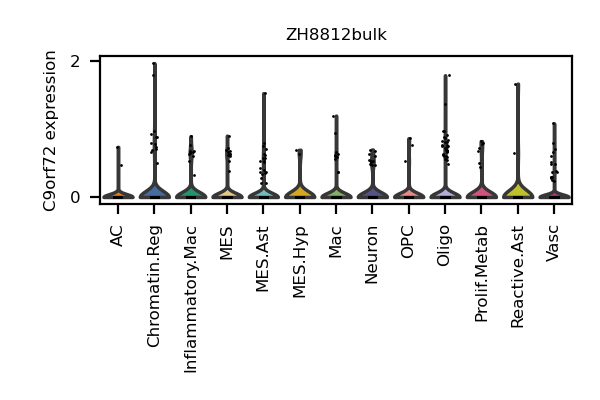 ZH8812bulk
C9orf72 expression
2
0
AC
Chromatin.Reg
Inflammatory.Mac
MES
MES.Ast
MES.Hyp
Mac
Neuron
OPC
Oligo
Prolif.Metab
Reactive.Ast
Vasc